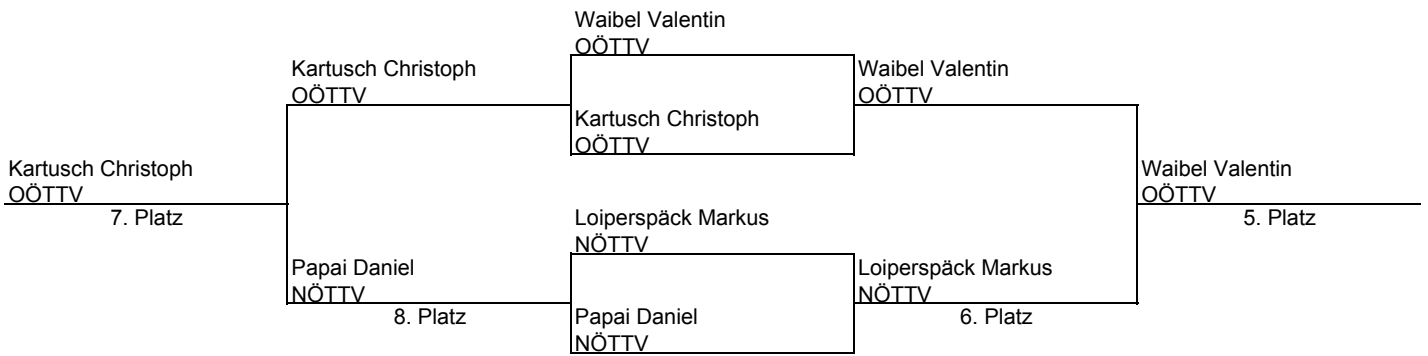 Waibel Valentin
OÖTTV
Kartusch Christoph
OÖTTV
Waibel Valentin
OÖTTV
Kartusch Christoph
OÖTTV
Kartusch Christoph
OÖTTV
7. Platz
Waibel Valentin
OÖTTV
5. Platz
Loiperspäck Markus
NÖTTV
Papai Daniel
NÖTTV
8. Platz
Loiperspäck Markus
NÖTTV
6. Platz
Papai Daniel
NÖTTV